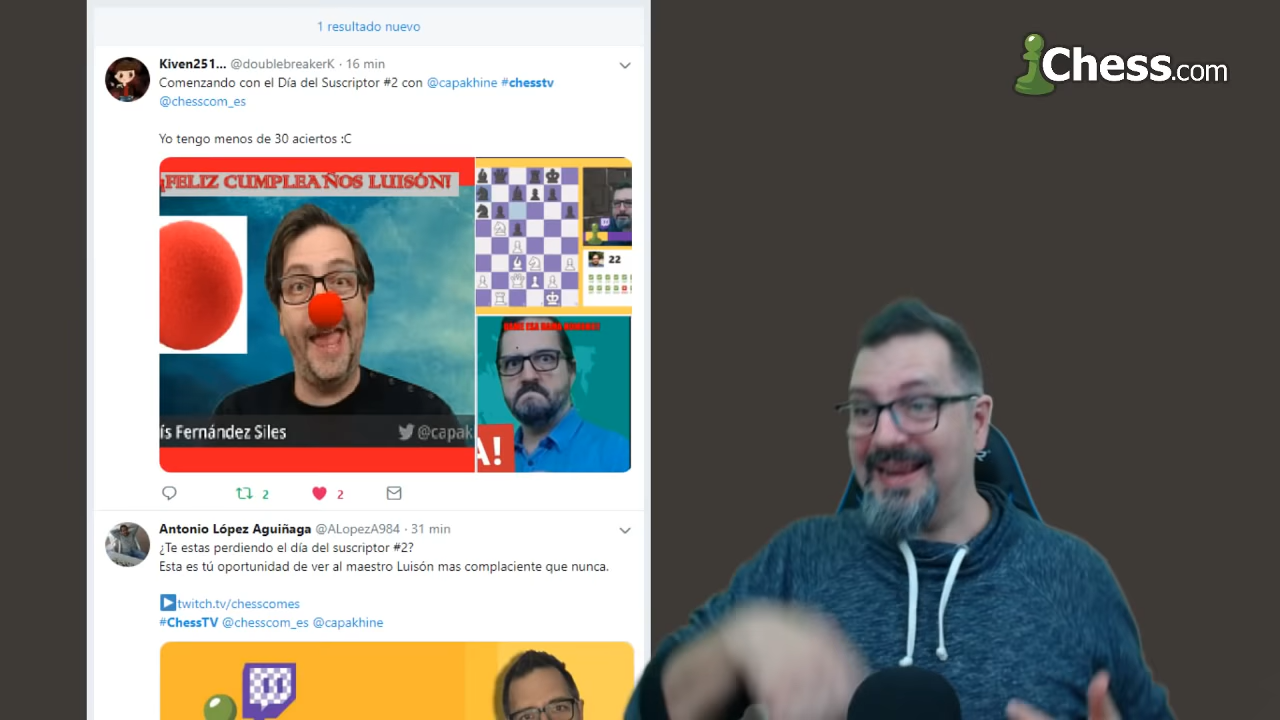 1 resultado nuevo
Chess.com
Kiven251... @doublebreakerK · 16 min
Comenzando con el Día del Suscriptor #2 con @capakhine #chesstv
@chesscom_es
Yo tengo menos de 30 aciertos :C
¡FELIZ CUMPLEAÑOS LUISÓN!
22
ís Fernández Siles
@capak
A!
2
2
Antonio López Aguiñaga @ALopezA984 · 31 min
¿Te estas perdiendo el día del suscriptor #2?
Esta es tú oportunidad de ver al maestro Luisón mas complaciente que nunca.
twitch.tv/chesscomes
#ChessTV @chesscom_es @capakhine